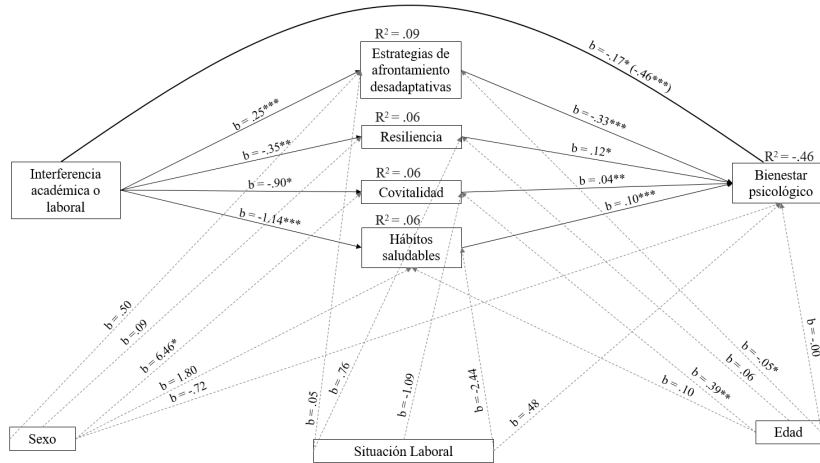 R² = .09
Estrategias de
afrontamiento
desadaptativas
b =-.17* (-.46***)
b = .25***
b =-.33***
R² = .06
Resiliencia
b =-.35**
b = .12*
R² =-.46
Interferencia
académica o
laboral
R² = .06
Covitalidad
b =-.90*
b = .04**
Bienestar
psicológico
b = -1.14***
b = .10***
R² = .06
Hábitos
saludables
b = .50
b = .09
b = 6.46*
b = 1.80
b = -.72
b = .05
b = .76
b = -1.09
b = -2.44
b = .48
b = .10
b = .39**
b = .06
b = -.05*
b = -.00
Sexo
Situación Laboral
Edad